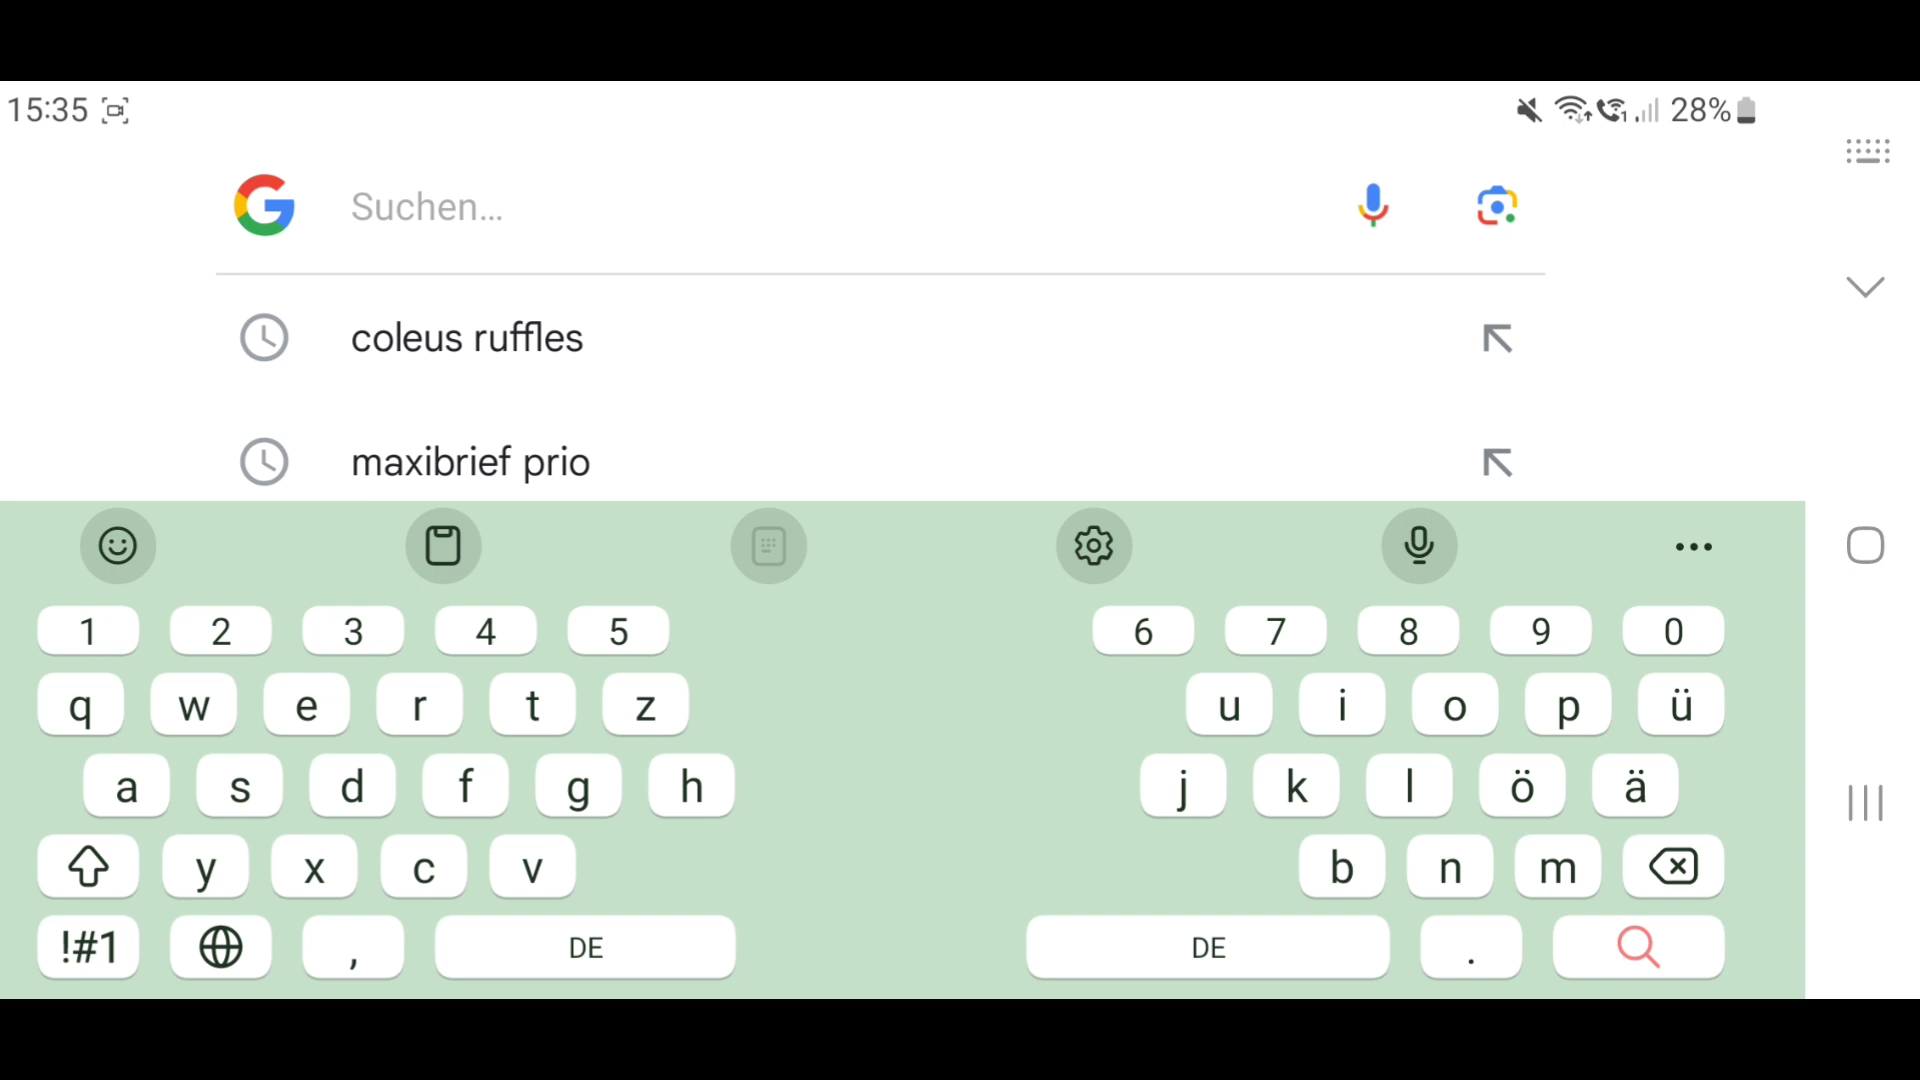 15:35 28%
Suchen...
coleus ruffles
maxibrief prio
1 2 3 4 5 6 7 8 9 0
q w e r t z u i o p ü
a s d f g h j k l ö ä
y x c v b n m
!#1 , DE DE .